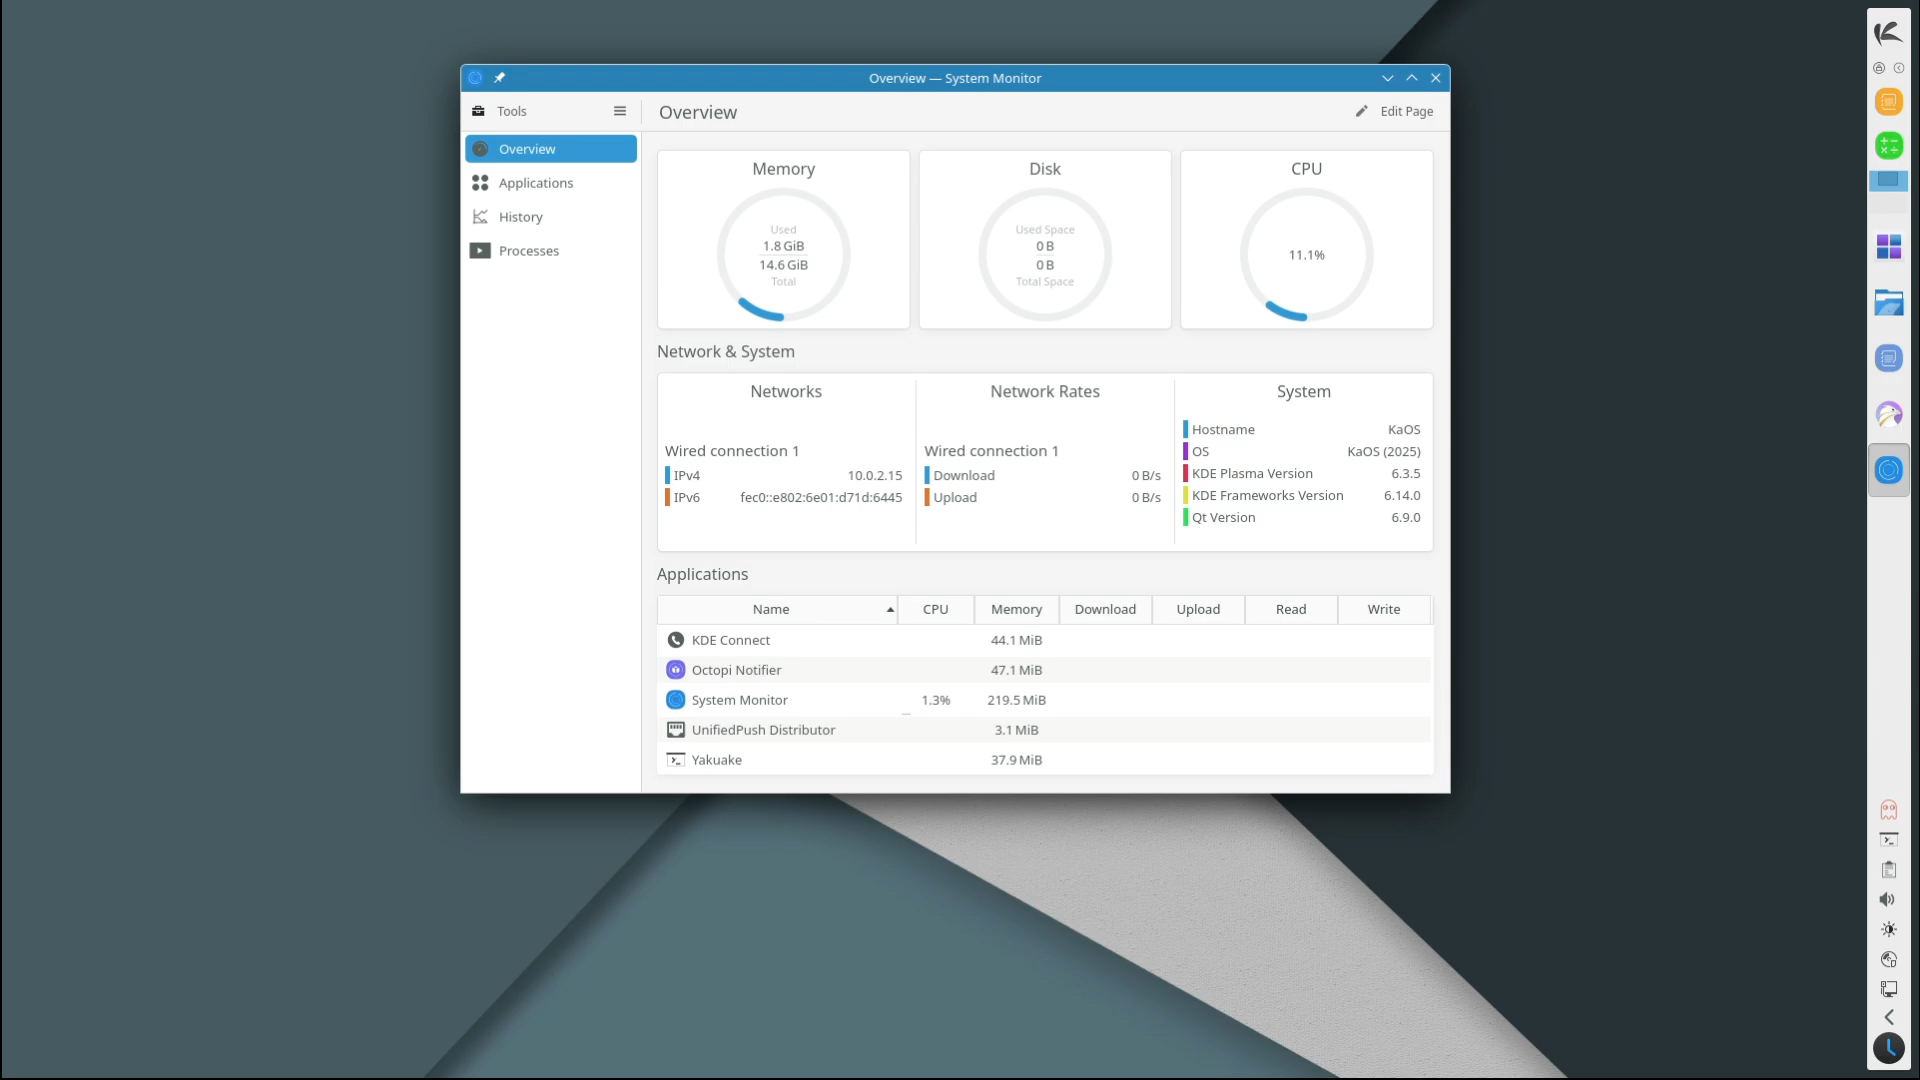 Overview — System Monitor
Tools
Overview
Edit Page
Overview
Applications
History
Processes
Memory
Used
1.8 GiB
14.6 GiB
Total
Disk
Used Space
0 B
0 B
Total Space
CPU
11.1%
Network & System
Networks
Wired connection 1
IPv4 10.0.2.15
IPv6 fec0::e802:6e01:d71d:6445
Network Rates
Wired connection 1
Download 0 B/s
Upload 0 B/s
System
Hostname KaOS
OS KaOS (2025)
KDE Plasma Version 6.3.5
KDE Frameworks Version 6.14.0
Qt Version 6.9.0
Applications
Name CPU Memory Download Upload Read Write
KDE Connect 44.1 MiB
Octopi Notifier 47.1 MiB
System Monitor 1.3% 219.5 MiB
UnifiedPush Distributor 3.1 MiB
Yakuake 37.9 MiB